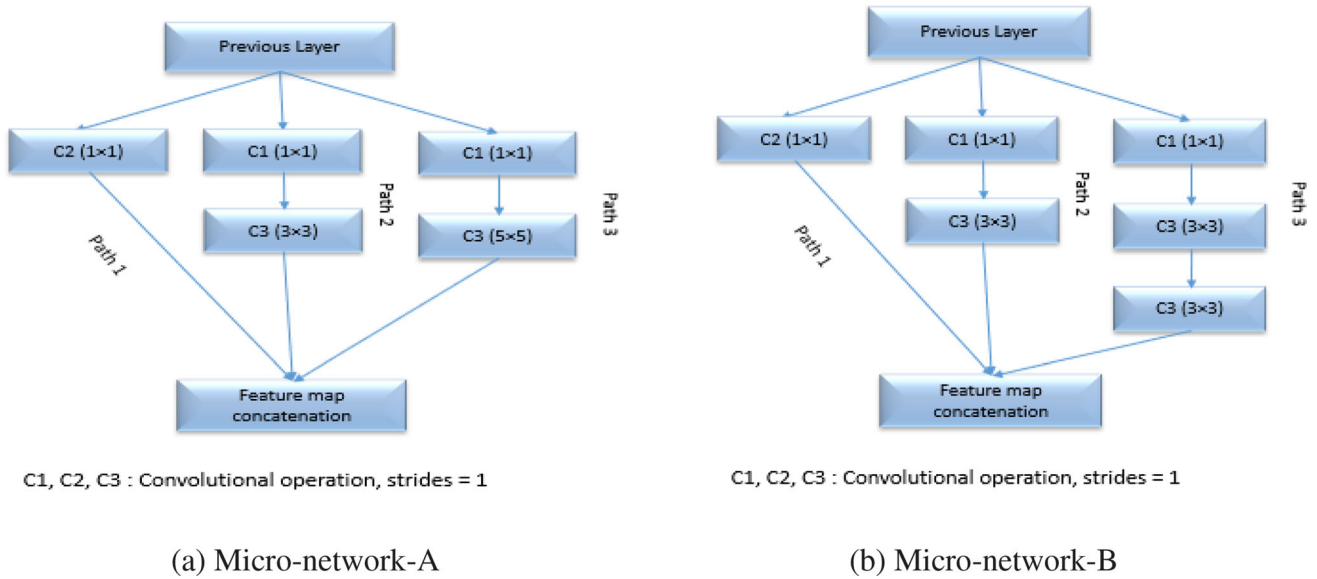 Previous Layer
C2 (1×1)
C1 (1×1)
C1 (1×1)
Path 1
C3 (3×3)
Path 2
C3 (5×5)
Path 3
Feature map
concatenation
C1, C2, C3 : Convolutional operation, strides = 1
(a) Micro-network-A
Previous Layer
C2 (1×1)
C1 (1×1)
C1 (1×1)
Path 1
C3 (3×3)
Path 2
C3 (3×3)
Path 3
C3 (3×3)
Feature map
concatenation
C1, C2, C3 : Convolutional operation, strides = 1
(b) Micro-network-B